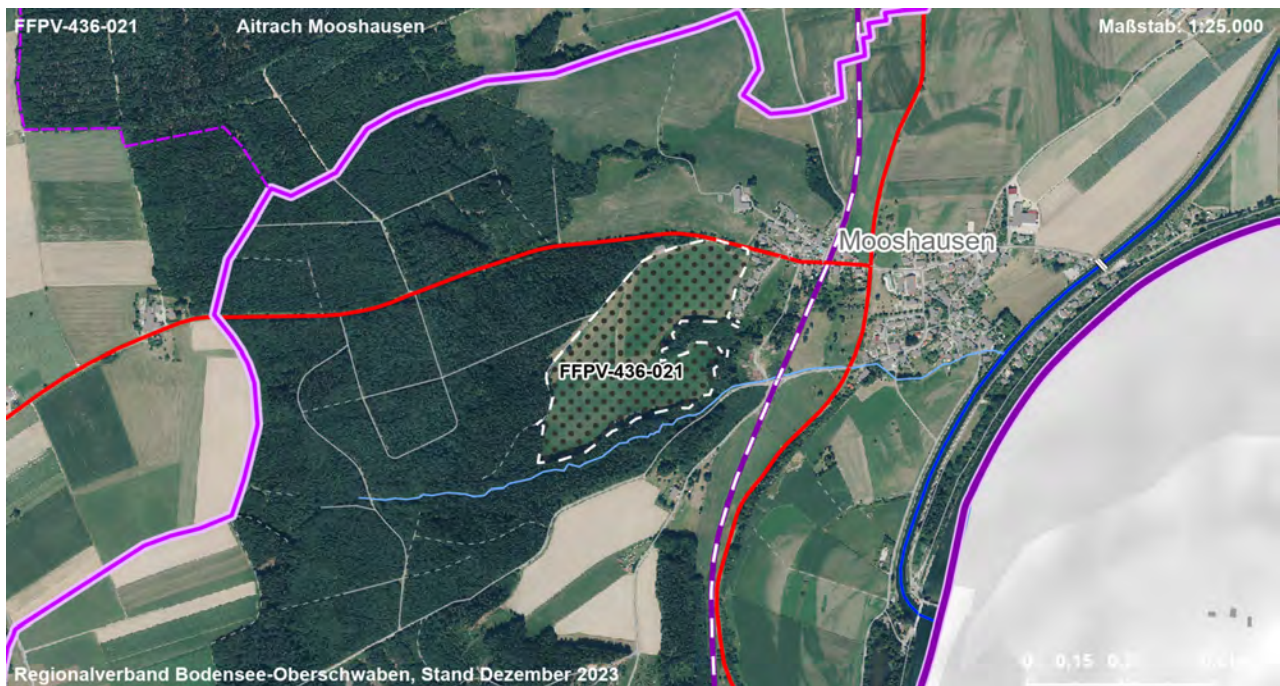 FFPV-436-021 Aitrach Mooshausen Maßstab: 1:25.000
Mooshausen
FFPV-436-021
0 0,15
Regionalverband Bodensee-Oberschwaben, Stand Dezember 2023